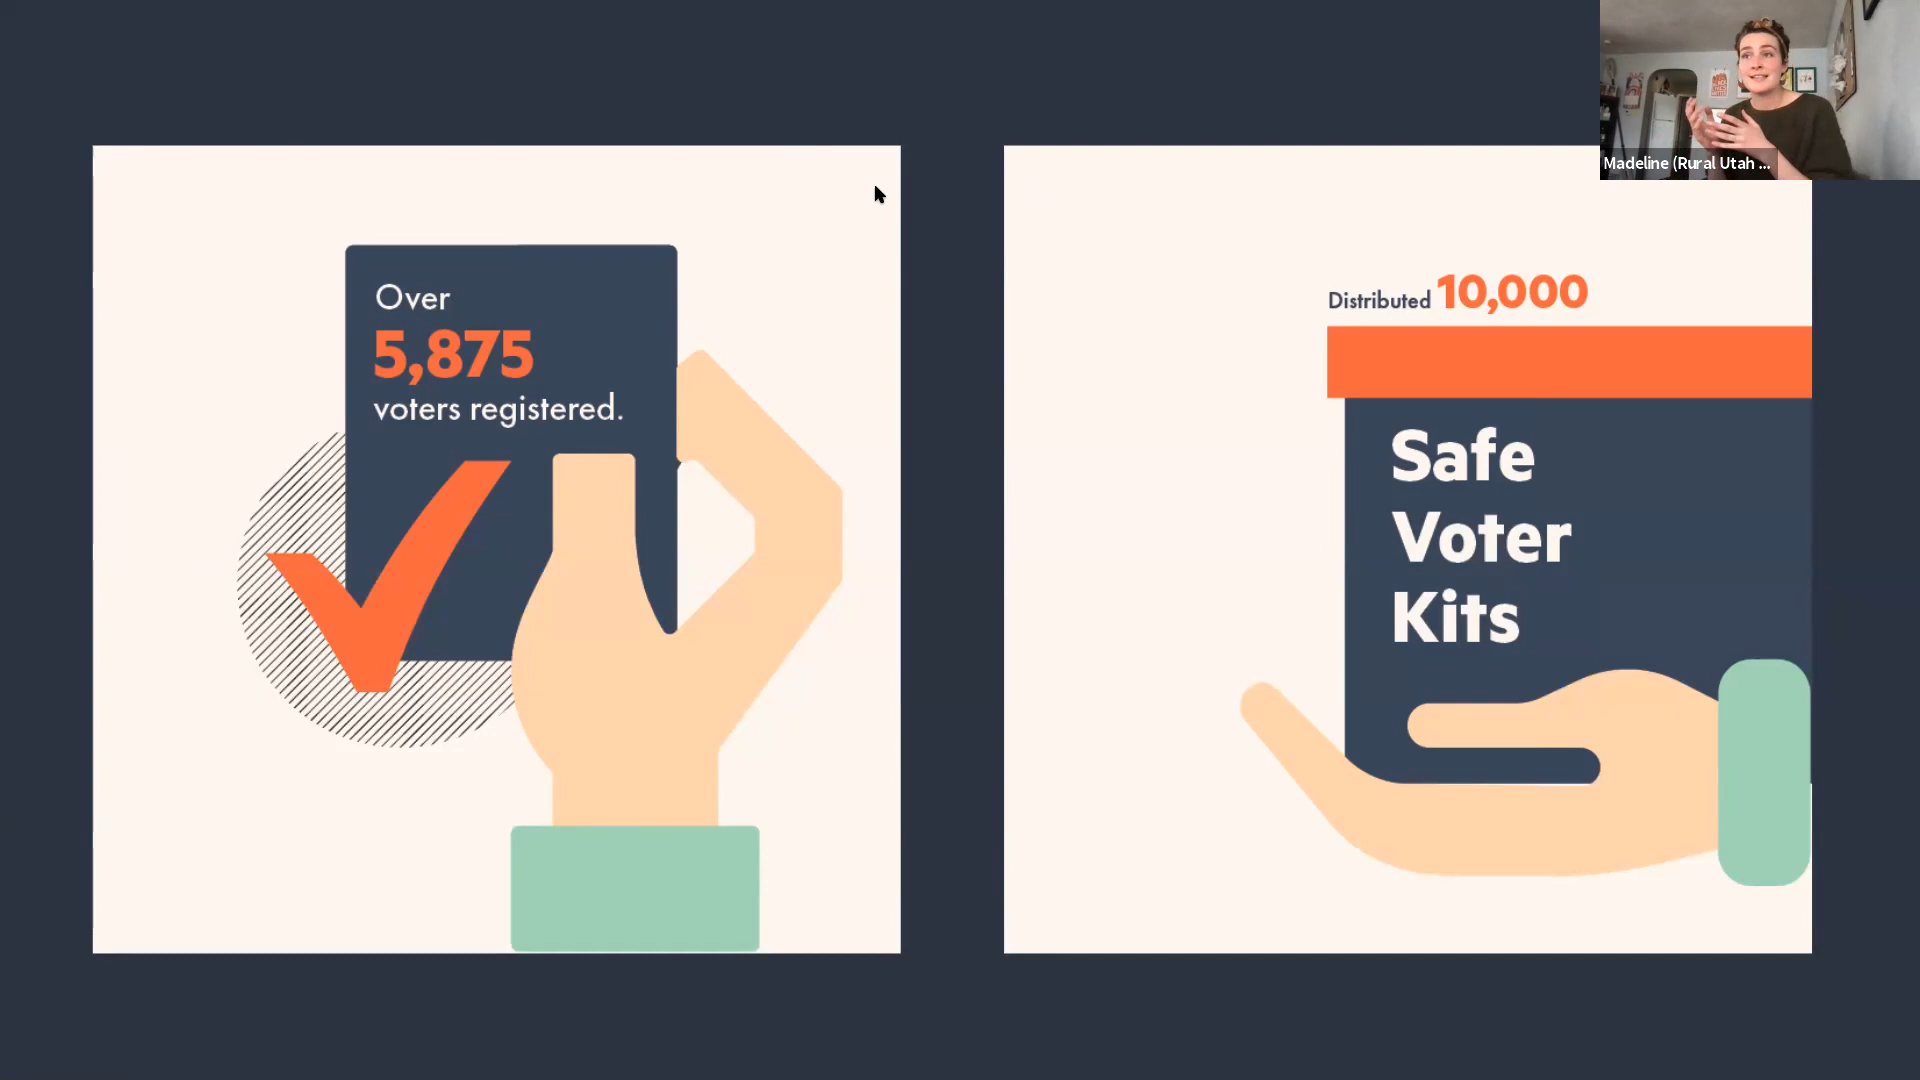 Over
5,875
voters registered.
Distributed 10,000
Safe
Voter
Kits
Madeline (Rural Utah ...